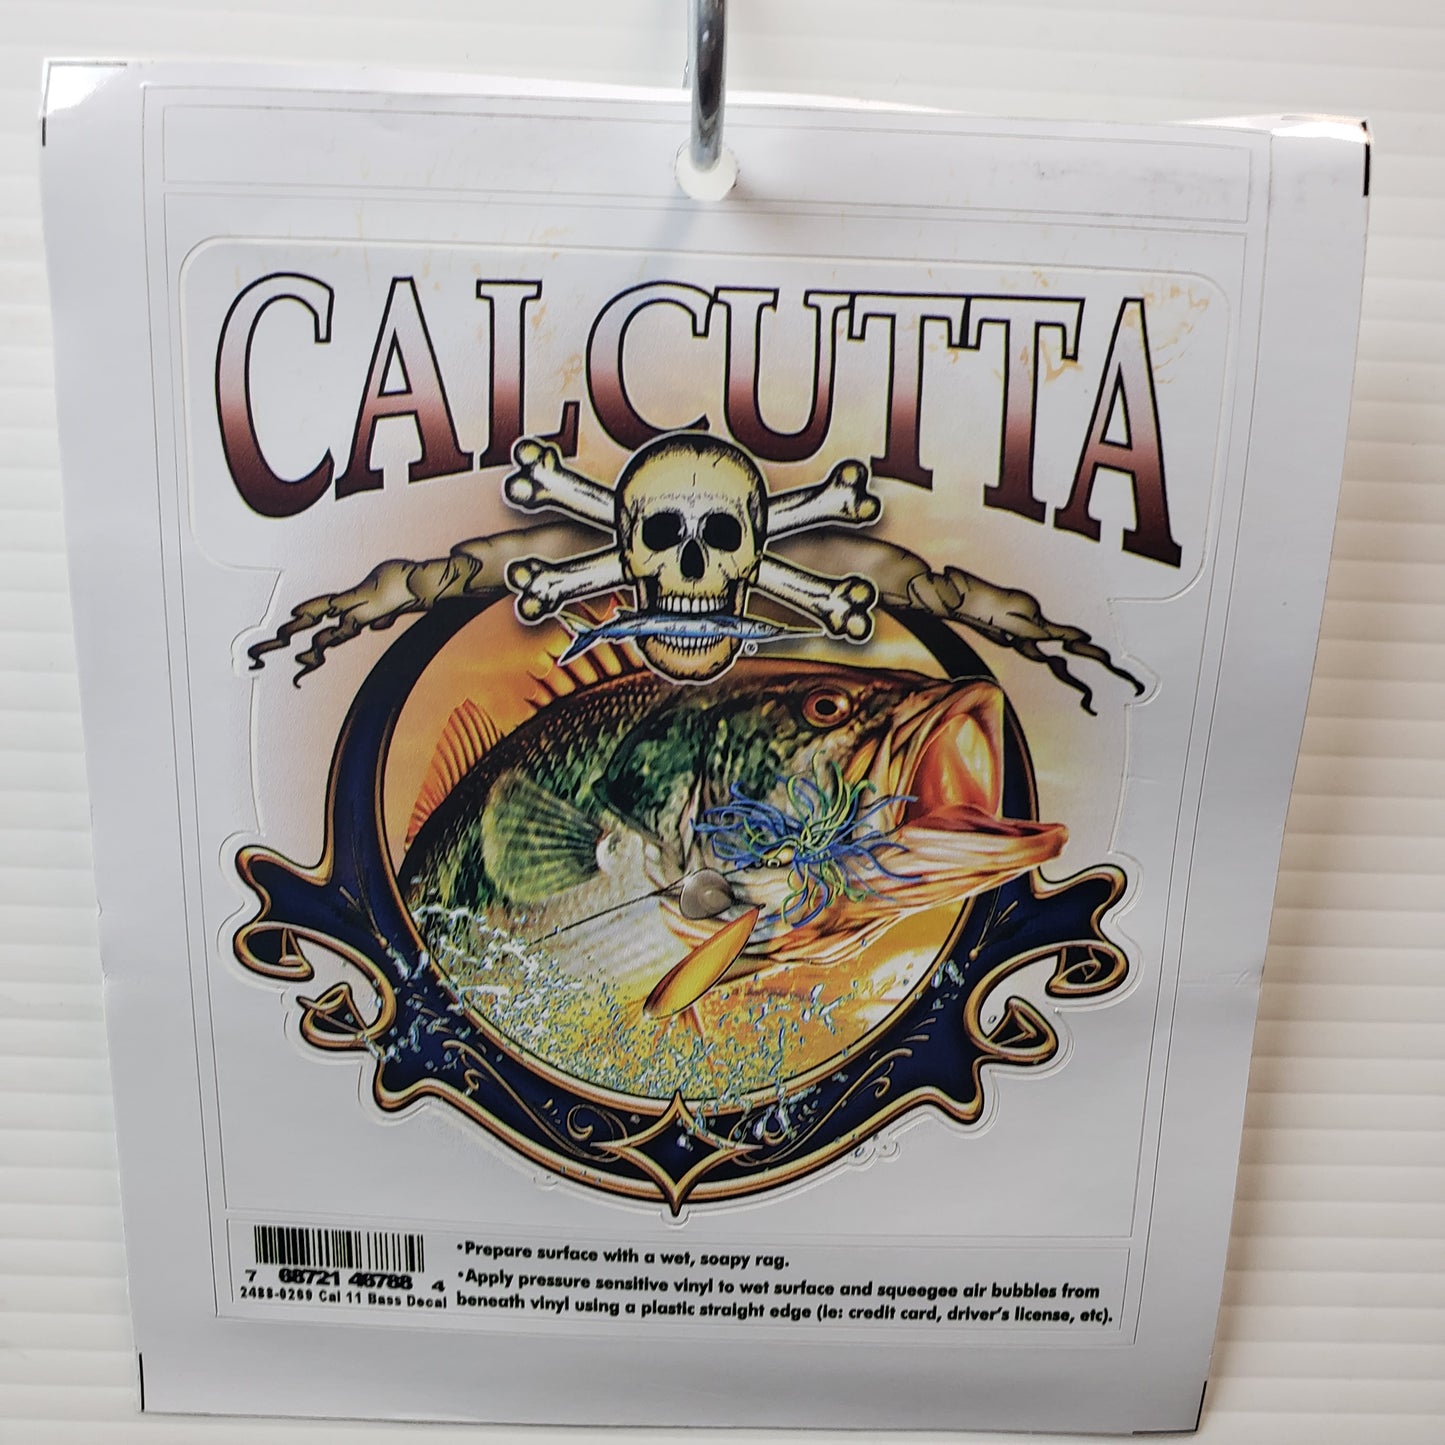 CALCUTTA
®
•Prepare surface with a wet, soapy rag.
•Apply pressure sensitive vinyl to wet surface and squeegee air bubbles from
beneath vinyl using a plastic straight edge (ie: credit card, driver's license, etc).
7 68721 46788 4
2488-0269 Cal 11 Bass Decal